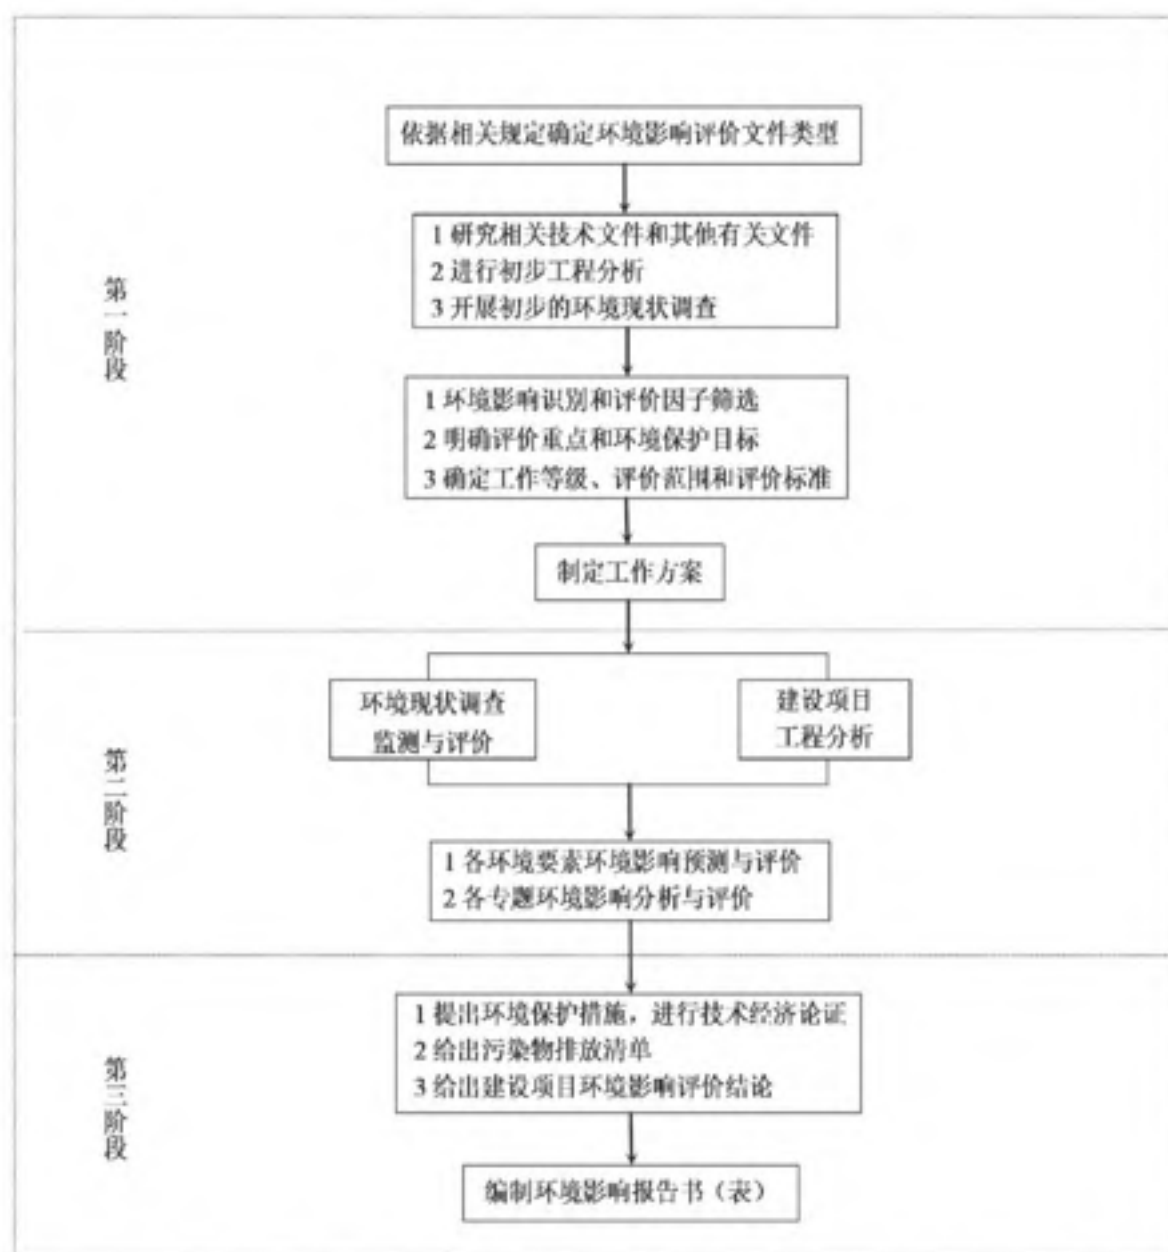 依据相关规定确定环境影响评价文件类型
1 研究相关技术文件和其他有关文件
2 进行初步工程分析
3 开展初步的环境现状调查
第一阶段
1 环境影响识别和评价因子筛选
2 明确评价重点和环境保护目标
3 确定工作等级、评价范围和评价标准
制定工作方案
环境现状调查
监测与评价
建设项目
工程分析
第二阶段
1 各环境要素环境影响预测与评价
2 各专题环境影响分析与评价
1 提出环境保护措施，进行技术经济论证
2 给出污染物排放清单
3 给出建设项目环境影响评价结论
第三阶段
编制环境影响报告书（表）